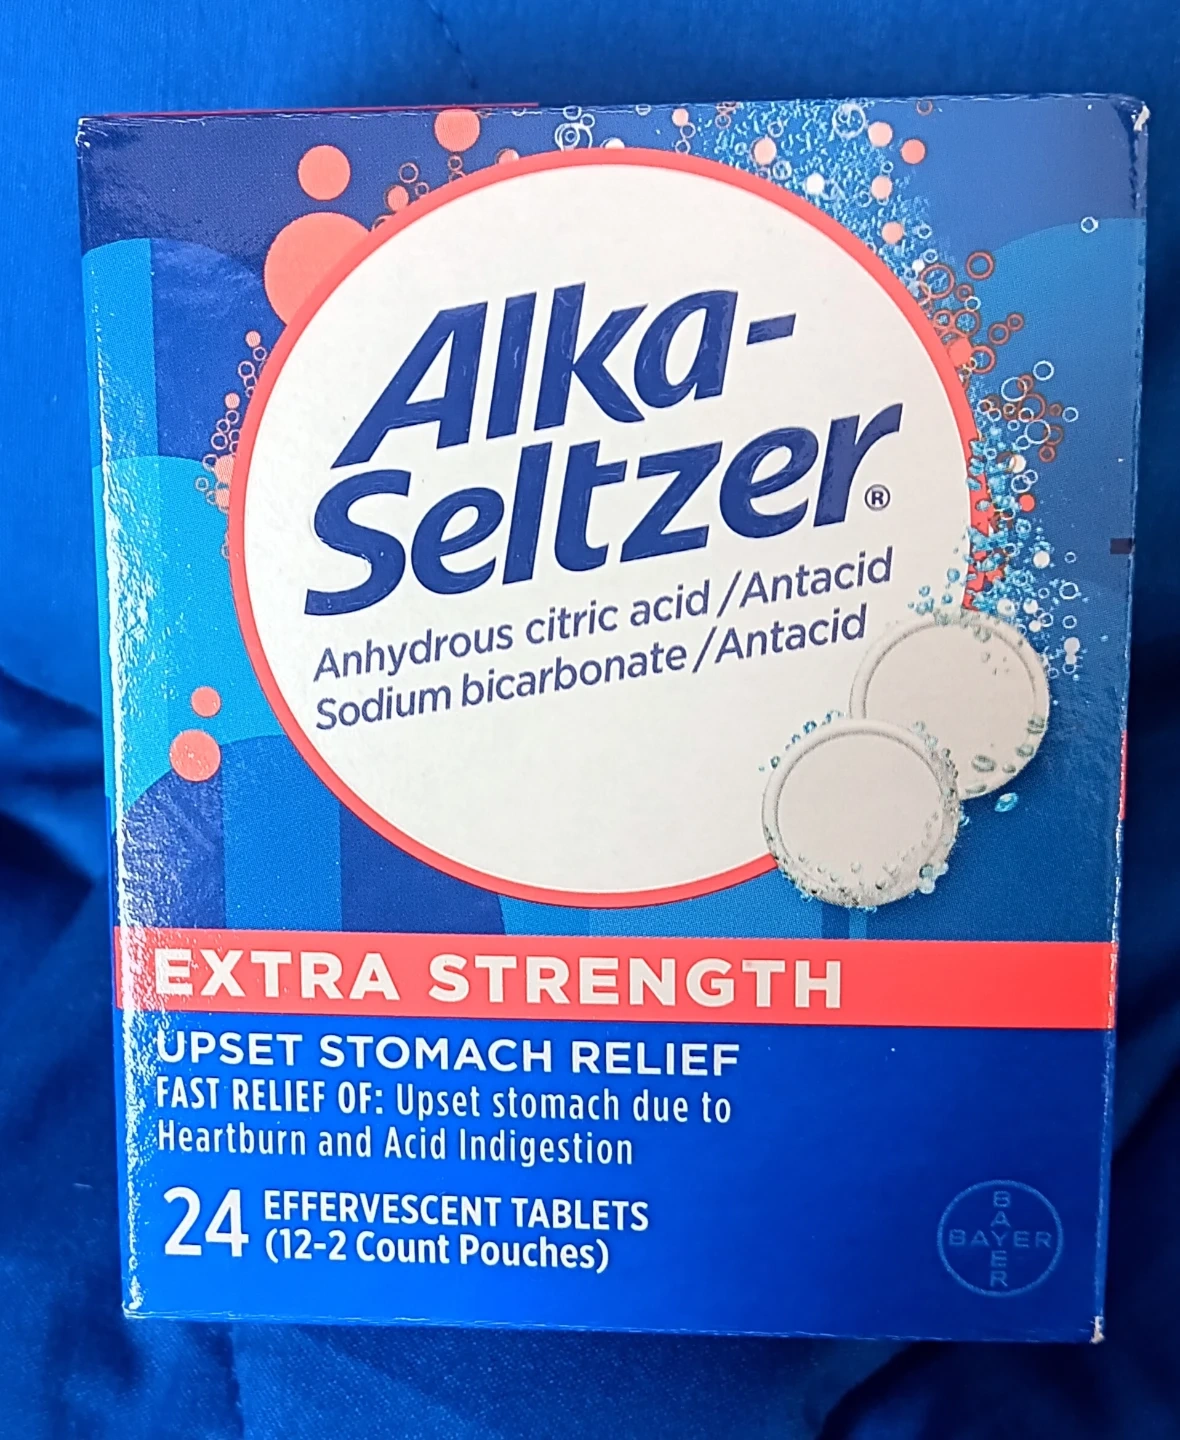 Alka-
Seltzer®
Anhydrous citric acid/Antacid
Sodium bicarbonate/Antacid
EXTRA STRENGTH
UPSET STOMACH RELIEF
FAST RELIEF OF: Upset stomach due to
Heartburn and Acid Indigestion
24 EFFERVESCENT TABLETS
(12-2 Count Pouches)
BAYER
BAYER